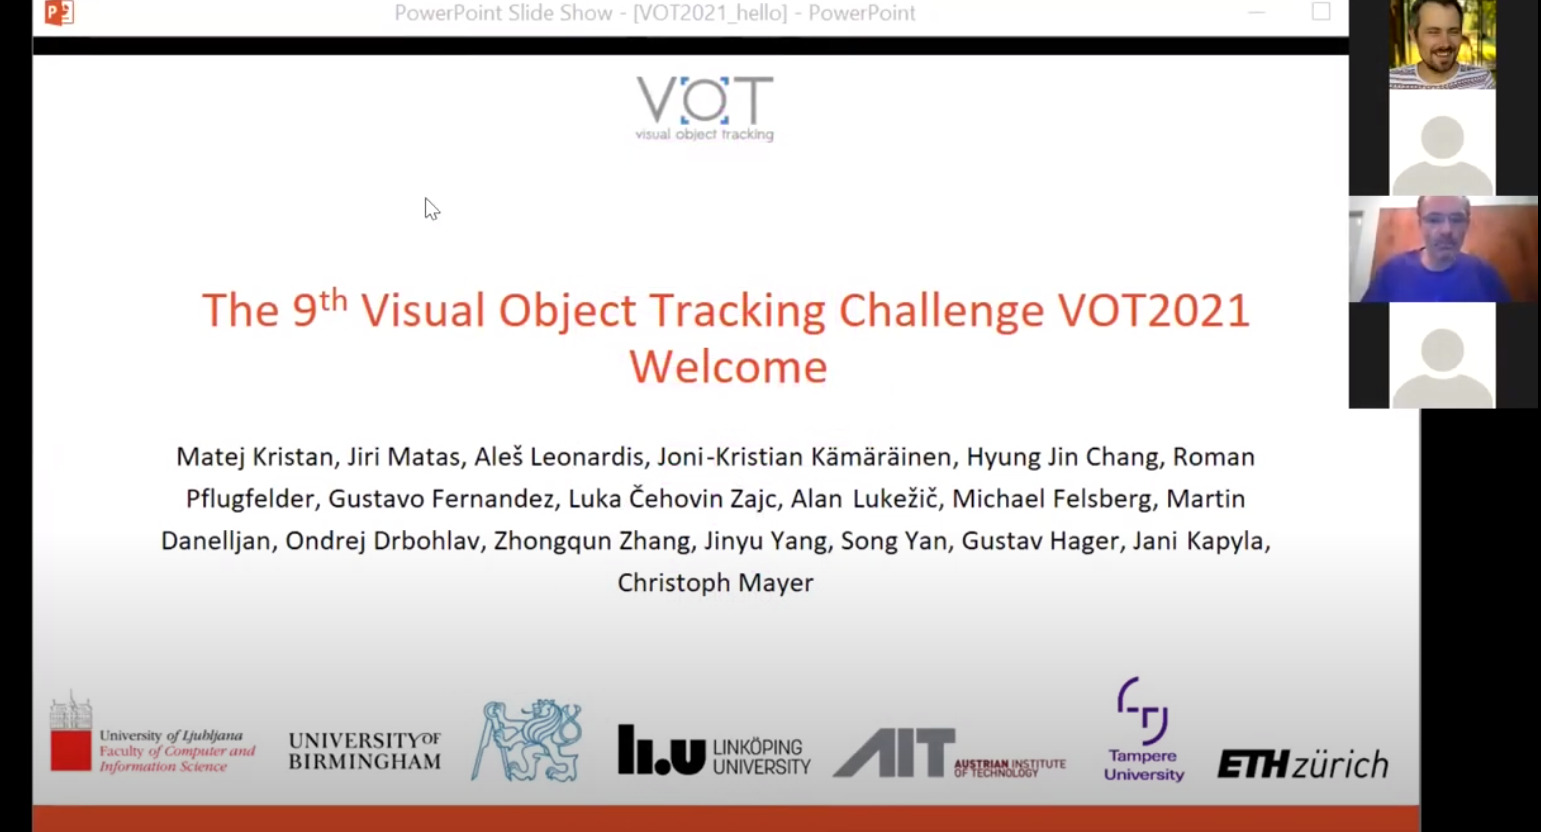 PowerPoint Slide Show - [VOT2021_hello] - PowerPoint
VOT
visual object tracking
The 9th Visual Object Tracking Challenge VOT2021
Welcome
Matej Kristan, Jiri Matas, Aleš Leonardis, Joni-Kristian Kämäräinen, Hyung Jin Chang, Roman
Pflugfelder, Gustavo Fernandez, Luka Čehovin Zajc, Alan Lukežič, Michael Felsberg, Martin
Danelljan, Ondrej Drbohlav, Zhongqun Zhang, Jinyu Yang, Song Yan, Gustav Hager, Jani Kapyla,
Christoph Mayer
University of Ljubljana
Faculty of Computer and
Information Science
UNIVERSITY OF
BIRMINGHAM
LI.U LINKÖPING
UNIVERSITY
AIT AUSTRIAN INSTITUTE
OF TECHNOLOGY
Tampere
University
ETH zürich